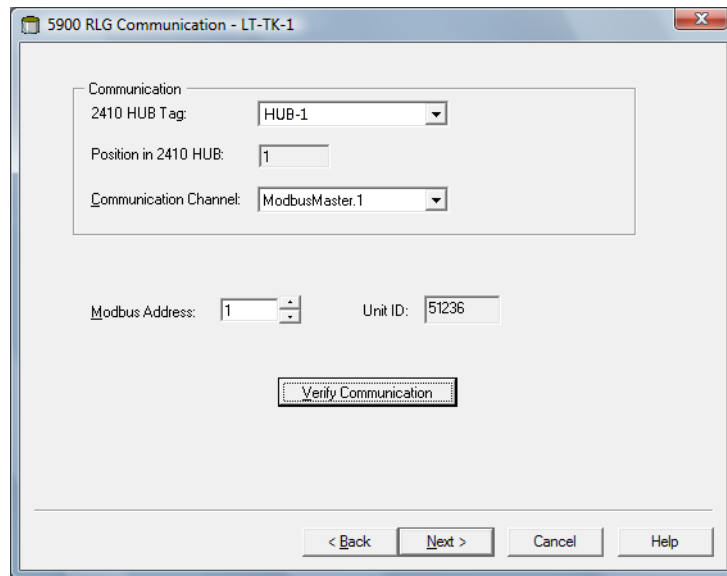 5900 RLG Communication - LT-TK-1
Communication
2410 HUB Tag: HUB-1
Position in 2410 HUB: 1
Communication Channel: ModbusMaster.1
Modbus Address: 1 Unit ID: 51236
Verify Communication
< Back Next > Cancel Help